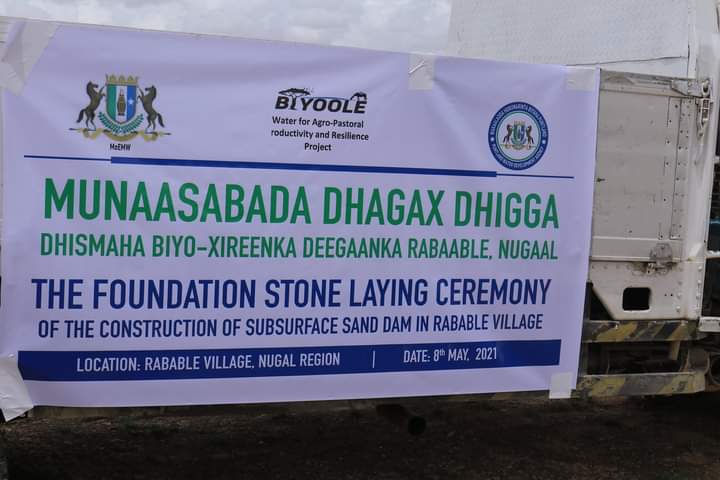 BIYOOLE
Water for Agro-Pastoral
roductivity and Resilience
Project
MoEMW
MUNAASABADA DHAGAX DHIGGA
DHISMAHA BIYO-XIREENKA DEEGAANKA RABAABLE, NUGAAL
THE FOUNDATION STONE LAYING CEREMONY
OF THE CONSTRUCTION OF SUBSURFACE SAND DAM IN RABABLE VILLAGE
LOCATION: RABABLE VILLAGE, NUGAL REGION | DATE: 8th MAY, 2021